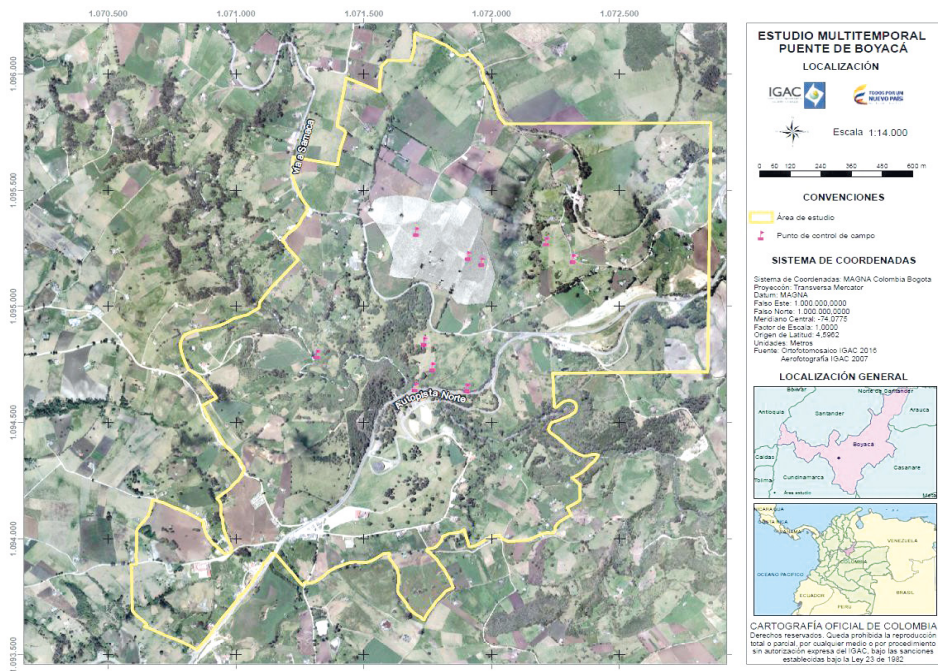 1.070.500
1.071.000
1.071.500
1.072.000
1.072.500
1.096.000
1.095.500
1.095.000
1.094.500
1.094.000
1.093.500
Autopista Norte
ESTUDIO MULTITEMPORAL
PUENTE DE BOYACÁ
LOCALIZACIÓN
IGAC
TODOS POR UN
NUEVO PAÍS
Escala 1:14.000
0 60 120 240 360 480 600 m
CONVENCIONES
Área de estudio
Punto de control de campo
SISTEMA DE COORDENADAS
Sistema de Coordenadas: MAGNA Colombia Bogota
Proyección: Transversa Mercator
Datum: MAGNA
Falso Este: 1.000.000,0000
Falso Norte: 1.000.000,0000
Meridiano Central: -74,0775
Factor de Escala: 1,0000
Origen de Latitud: 4,5962
Unidades: Metros
Fuente: Ortofotomosaico IGAC 2016
Aerofotografía IGAC 2007
LOCALIZACIÓN GENERAL
Bolívar
Norte de Santander
Antioquia
Santander
Arauca
Boyacá
Caldas
Casanare
Tolima
Cundinamarca
Meta
Área estudio
NICARAGUA
COSTA RICA
PANAMÁ
VENEZUELA
COLOMBIA
OCEANO PACIFICO
ECUADOR
PERU
BRASIL
CARTOGRAFÍA OFICIAL DE COLOMBIA
Derechos reservados. Queda prohibida la reproducción
total o parcial, por cualquier medio o por procedimiento
sin autorización expresa del IGAC, bajo las sanciones
establecidas bajo la Ley 23 de 1982